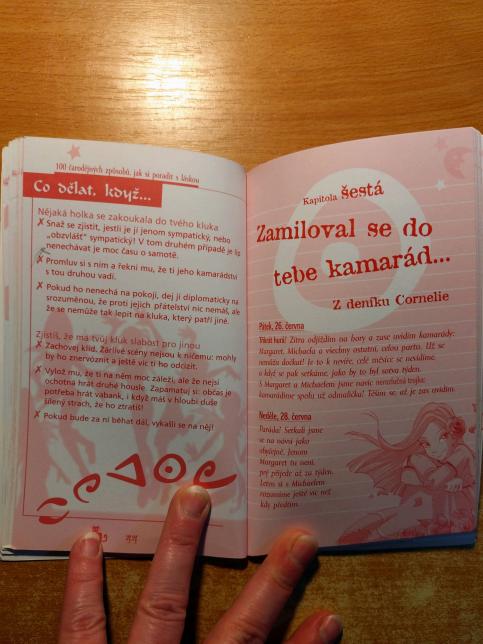 100 čarodějných způsobů, jak si poradit s láskou
Co dělat, když...
Nějaká holka se zakoukala do tvého kluka
✗ Snaž se zjistit, jestli je jí jenom sympatický, nebo
„obzvlášť“ sympatický! V tom druhém případě je lip
nenechávet je moc času o samotě.
✗ Promluv si s ním a řekni mu, že ti jeho kamarádství
s tou druhou vadí.
✗ Pokud ho nenechá na pokoji, dej jí diplomaticky na
srozuměnou, že proti jejich přátelství nic nemáš, ale
že se nemůže tak lepit na kluka, který patří jiné.
Zjistíš, že má tvůj kluk slabost pro jinou
✗ Zachovej klid. Žárlivé scény nejsou k ničemu: mohly
by ho znervóznit a ještě víc ti ho odcizit.
✗ Vylož mu, že ti na něm moc záleží, ale že nejsi
ochotná hrát druhé housle. Zapamatuj si: občas je
potřeba hrát vabank, i když máš v hloubi duše
šílený strach, že ho ztratíš!
✗ Pokud bude za ní běhat dál, vykašli se na něj!
Kapitola šestá
Zamiloval se do
tebe kamarád...
Z deníku Cornelie
Pátek, 26. června
Třikrát hurá! Zítra odjíždím na hory a zase uvidím kamarády:
Margaret, Michaela a všechny ostatní, celou partu. Už se
nemůžu dočkat! Je to k nevíře, celé měsíce se nevidíme,
a když se pak setkáme, jako by to byl sotva týden.
S Margaret a Michaelem jsme navíc nerozlučná trojka:
kamarádíme spolu už odmalička! Těším se, až je zas uvidím.
Neděle, 28. června
Paráda! Setkali jsme
se na návsi jako
obyčejně. Jenom
Margaret tu není,
prý přijede až za týden.
Letos si s Michaelem
rozumíme ještě víc než
kdy předtím.